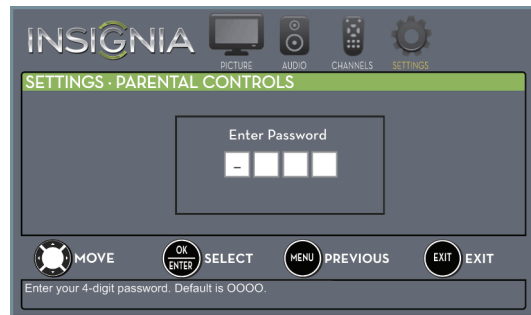 INSIGNIA
PICTURE AUDIO CHANNELS SETTINGS
SETTINGS · PARENTAL CONTROLS
Enter Password
–
MOVE OK ENTER SELECT MENU PREVIOUS EXIT EXIT
Enter your 4-digit password. Default is OOOO.